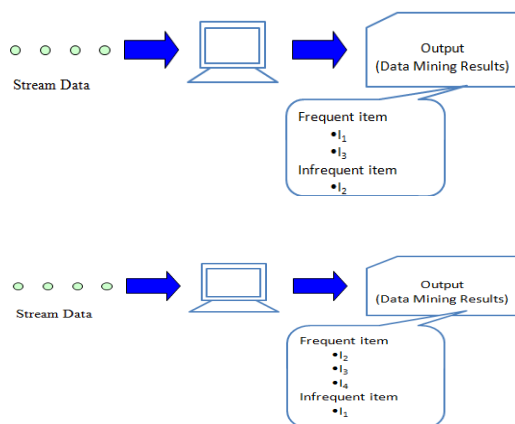 Output
(Data Mining Results)
Stream Data
Frequent item
•I₁
•I₃
Infrequent item
•I₂
Output
(Data Mining Results)
Stream Data
Frequent item
•I₂
•I₃
•I₄
Infrequent item
•I₁